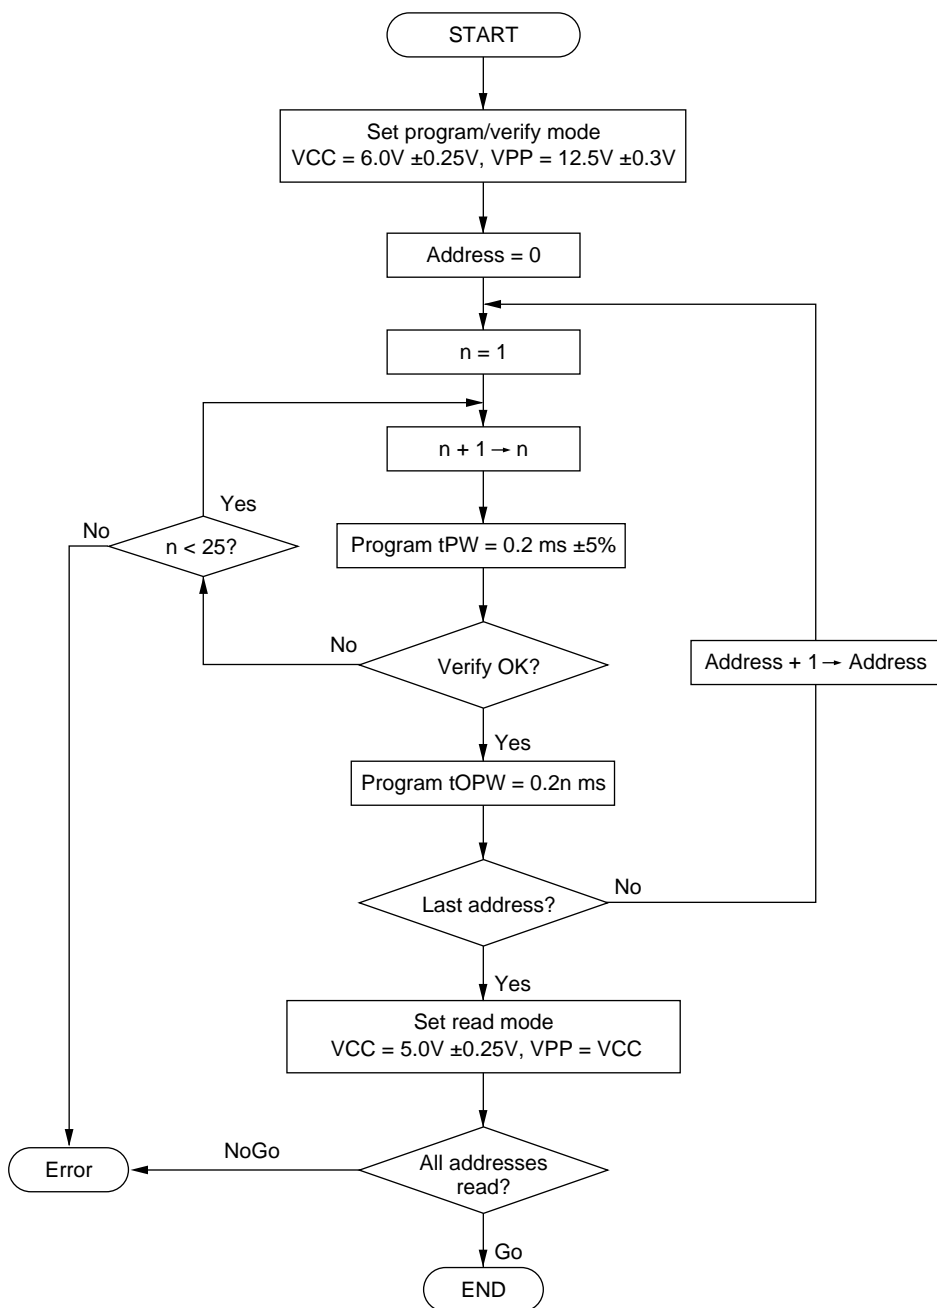 START
Set program/verify mode
VCC = 6.0V ±0.25V, VPP = 12.5V ±0.3V
Address = 0
n = 1
n + 1 → n
Yes
No
n < 25?
Program tPW = 0.2 ms ±5%
No
Verify OK?
Address + 1 → Address
Yes
Program tOPW = 0.2n ms
Last address?
No
Yes
Set read mode
VCC = 5.0V ±0.25V, VPP = VCC
NoGo
Error
All addresses
read?
Go
END